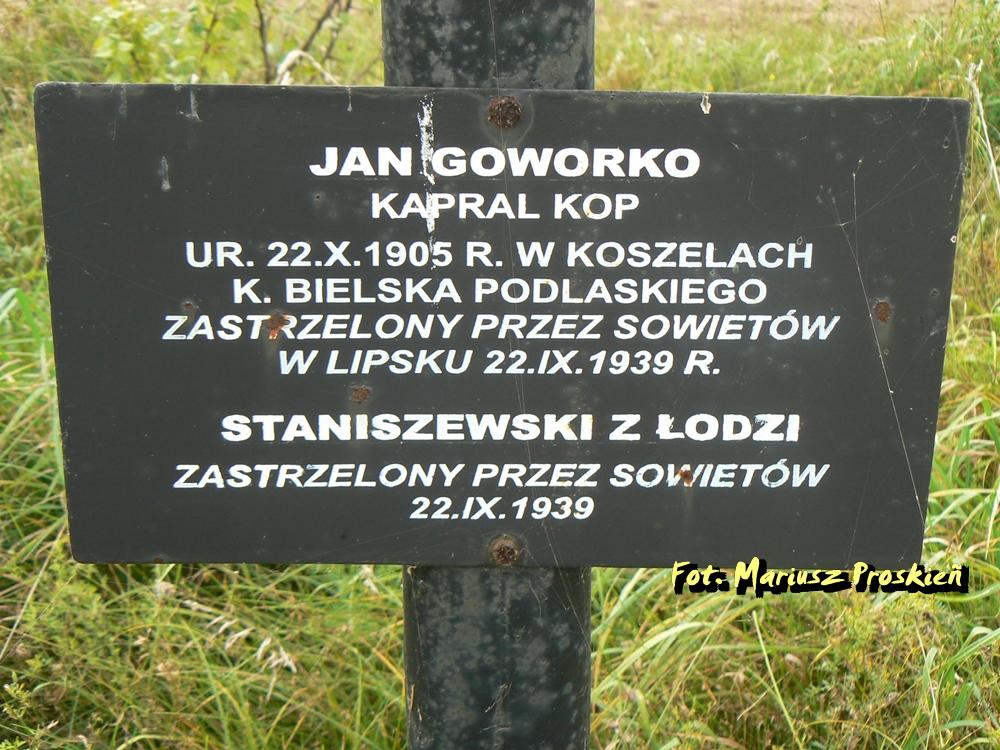 JAN GOWORKO
KAPRAL KOP
UR. 22.X.1905 R. W KOSZELACH
K. BIELSKA PODLASKIEGO
ZASTRZELONY PRZEZ SOWIETÓW
W LIPSKU 22.IX.1939 R.
STANISZEWSKI Z ŁODZI
ZASTRZELONY PRZEZ SOWIETÓW
22.IX.1939
Fot. Mariusz Proskień